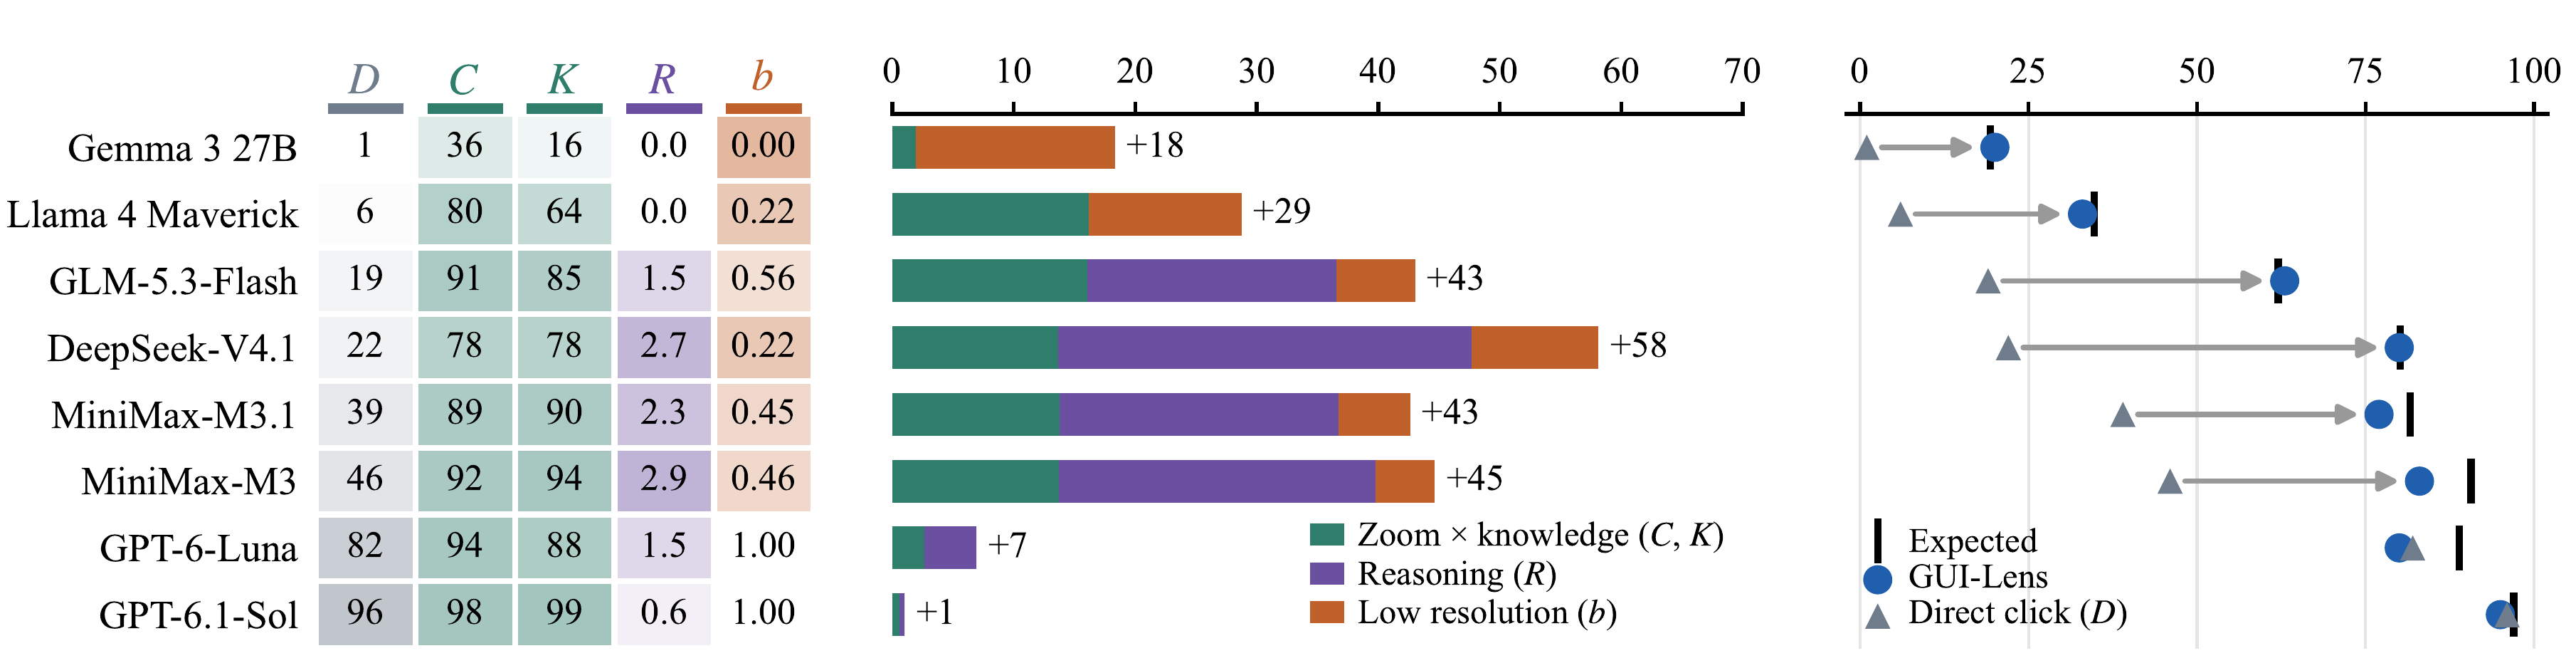 D C K R b 0 10 20 30 40 50 60 70 0 25 50 75 100
Gemma 3 27B 1 36 16 0.0 0.00 +18
Llama 4 Maverick 6 80 64 0.0 0.22 +29
GLM-5.3-Flash 19 91 85 1.5 0.56 +43
DeepSeek-V4.1 22 78 78 2.7 0.22 +58
MiniMax-M3.1 39 89 90 2.3 0.45 +43
MiniMax-M3 46 92 94 2.9 0.46 +45
GPT-6-Luna 82 94 88 1.5 1.00 +7
GPT-6.1-Sol 96 98 99 0.6 1.00 +1
Zoom × knowledge (C, K)
Reasoning (R)
Low resolution (b)
Expected
GUI-Lens
Direct click (D)